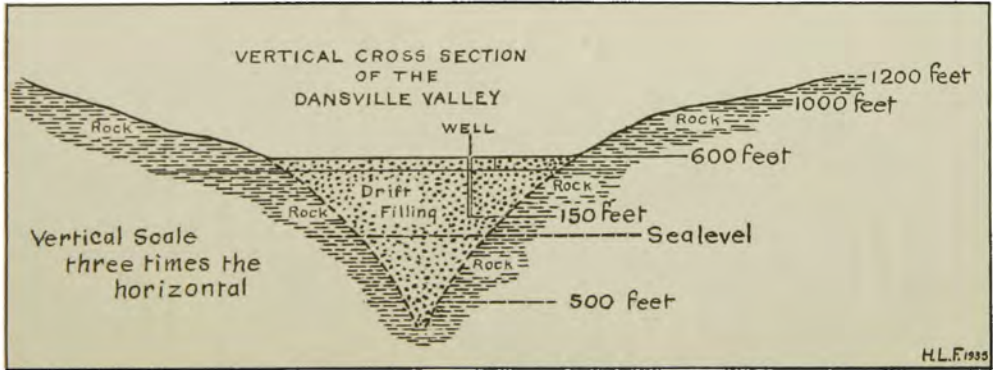 VERTICAL CROSS SECTION
OF THE
DANSVILLE VALLEY
1200 feet
1000 feet
Rock
Rock
WELL
600 feet
Drift
Filling
Rock
Rock
150 feet
Sealevel
Vertical Scale
three times the
horizontal
Rock
500 feet
H.L.F. 1935